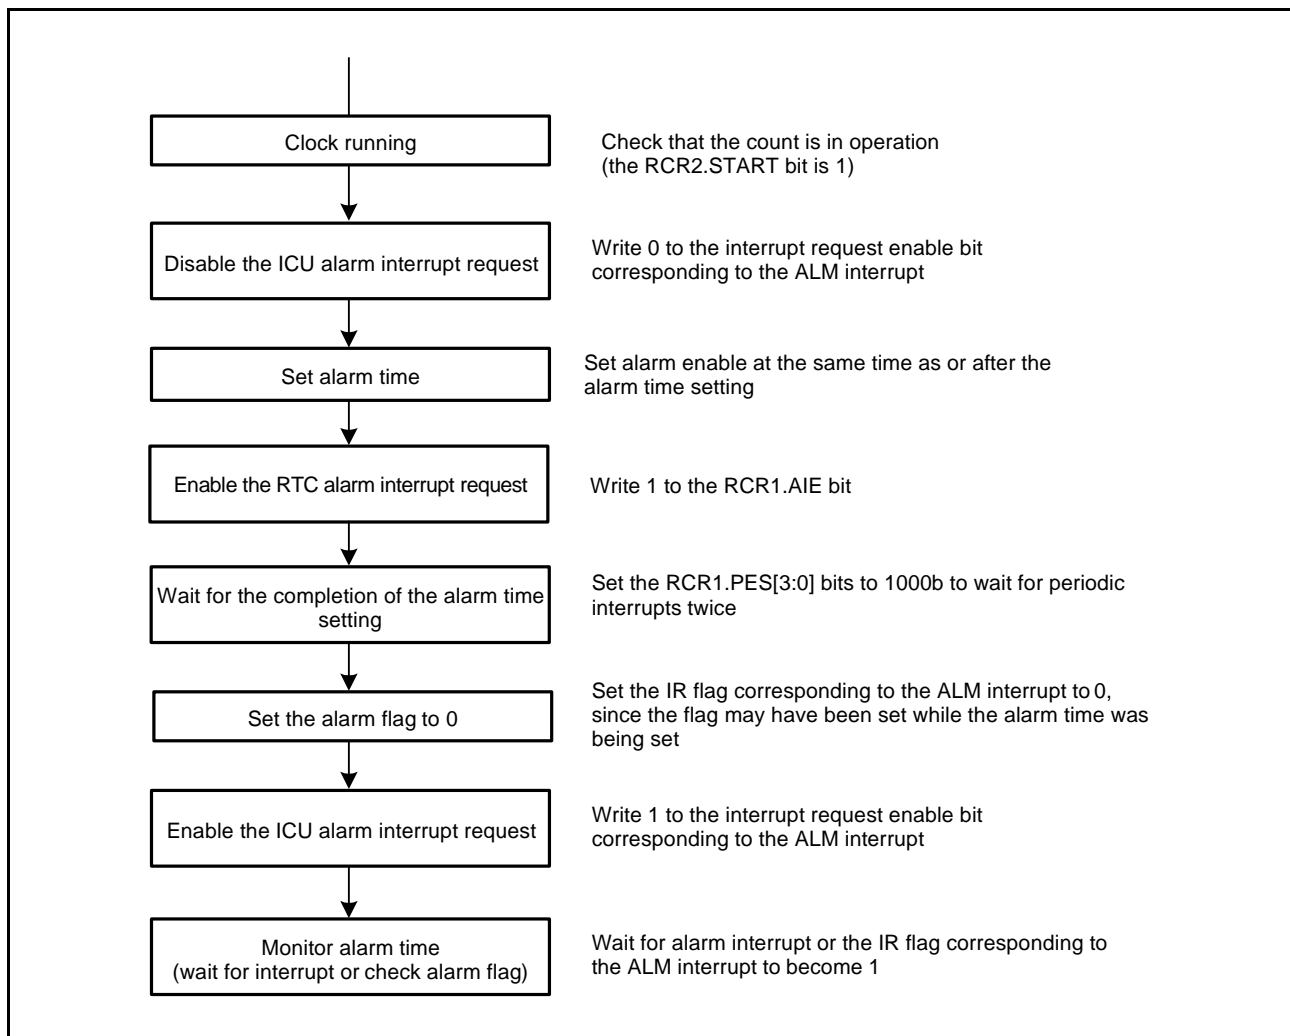 Clock running
Check that the count is in operation
(the RCR2.START bit is 1)
Disable the ICU alarm interrupt request
Write 0 to the interrupt request enable bit
corresponding to the ALM interrupt
Set alarm time
Set alarm enable at the same time as or after the
alarm time setting
Enable the RTC alarm interrupt request
Write 1 to the RCR1.AIE bit
Wait for the completion of the alarm time
setting
Set the RCR1.PES[3:0] bits to 1000b to wait for periodic
interrupts twice
Set the alarm flag to 0
Set the IR flag corresponding to the ALM interrupt to 0,
since the flag may have been set while the alarm time was
being set
Enable the ICU alarm interrupt request
Write 1 to the interrupt request enable bit
corresponding to the ALM interrupt
Monitor alarm time
(wait for interrupt or check alarm flag)
Wait for alarm interrupt or the IR flag corresponding to
the ALM interrupt to become 1